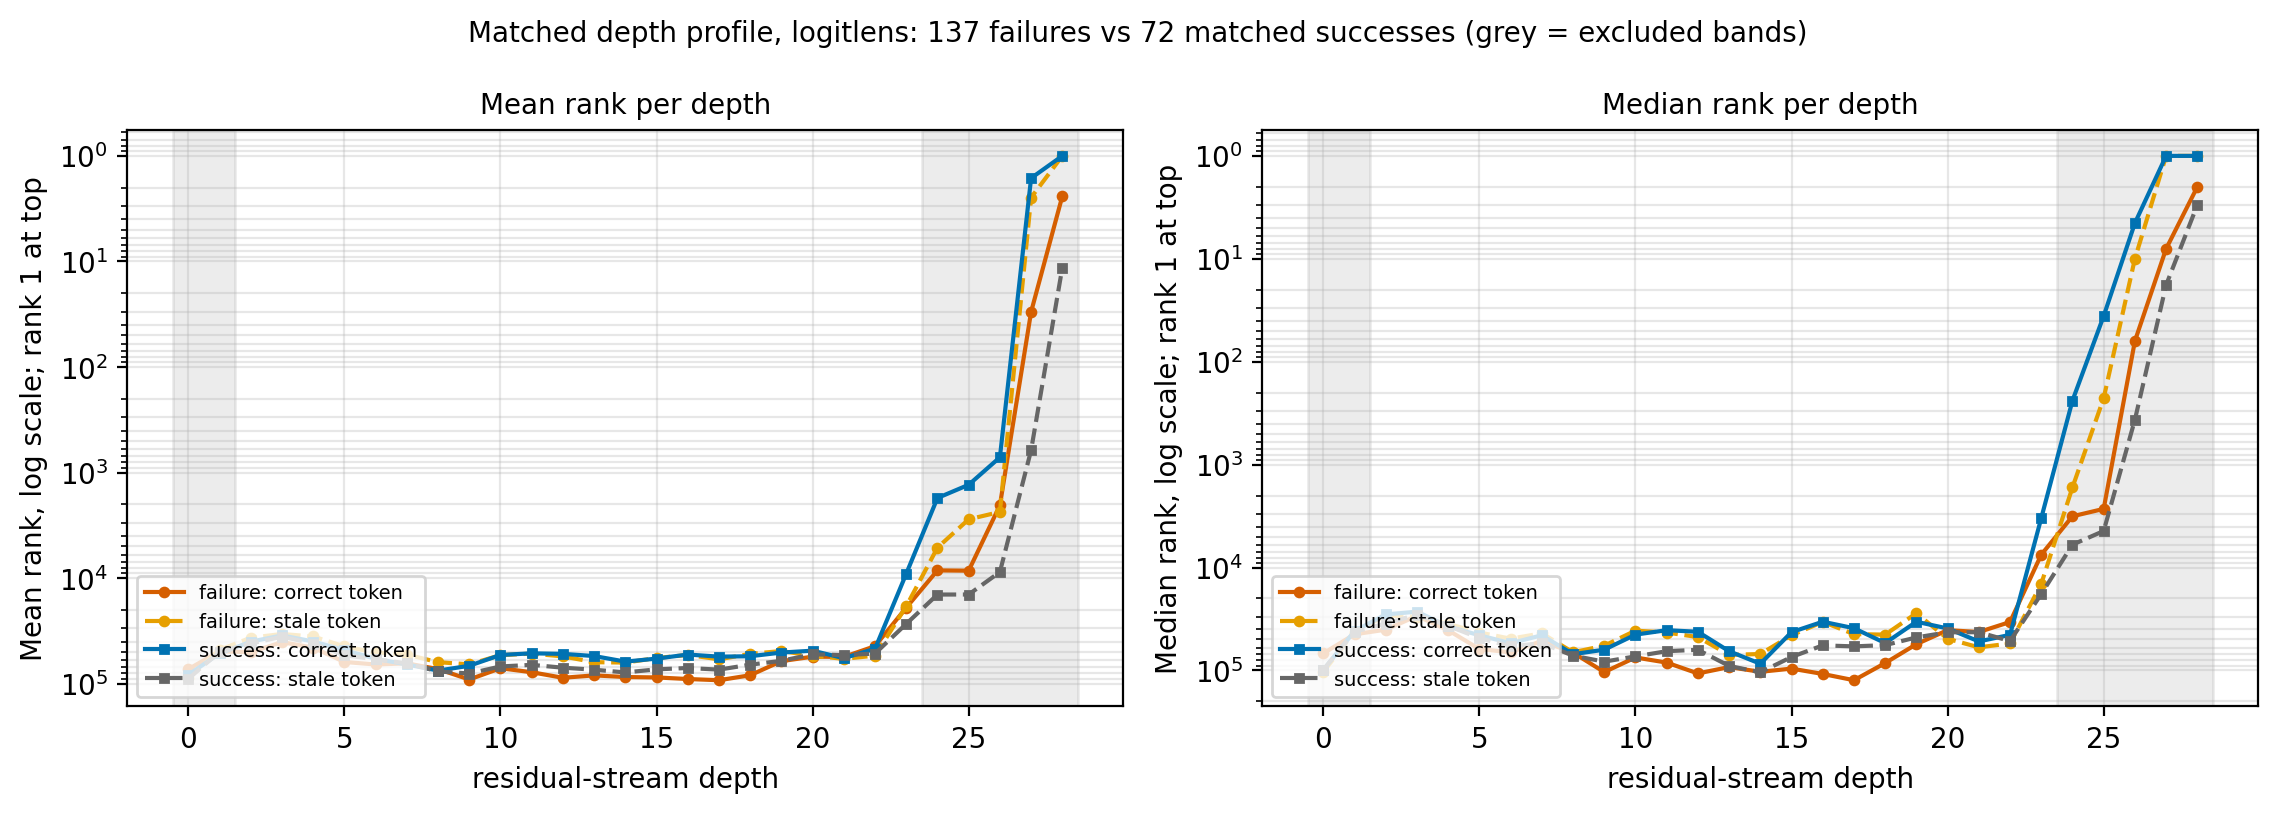 Matched depth profile, logitlens: 137 failures vs 72 matched successes (grey = excluded bands)
Mean rank per depth
Mean rank, log scale; rank 1 at top
10⁰
10¹
10²
10³
10⁴
10⁵
failure: correct token
failure: stale token
success: correct token
success: stale token
0 5 10 15 20 25
residual-stream depth
Median rank per depth
Median rank, log scale; rank 1 at top
10⁰
10¹
10²
10³
10⁴
10⁵
failure: correct token
failure: stale token
success: correct token
success: stale token
0 5 10 15 20 25
residual-stream depth